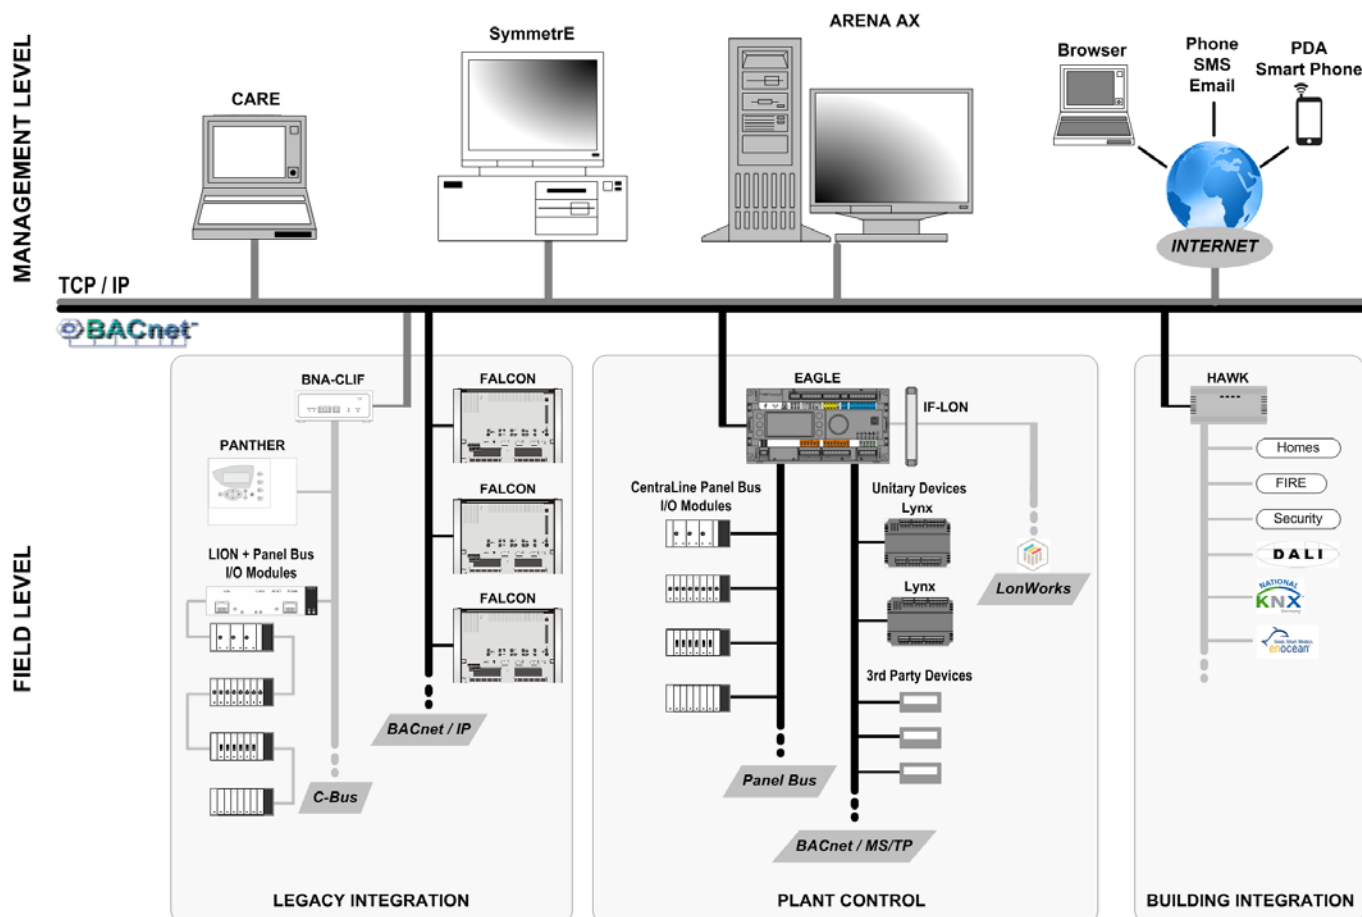 MANAGEMENT LEVEL
CARE
SymmetrE
ARENA AX
Browser
Phone
SMS
Email
PDA
Smart Phone
INTERNET
TCP / IP
BACnet™
FIELD LEVEL
BNA-CLIF
PANTHER
LION + Panel Bus
I/O Modules
C-Bus
FALCON
FALCON
FALCON
BACnet / IP
LEGACY INTEGRATION
EAGLE
IF-LON
CentraLine Panel Bus
I/O Modules
Panel Bus
Unitary Devices
Lynx
Lynx
3rd Party Devices
BACnet / MS/TP
LonWorks
PLANT CONTROL
HAWK
Homes
FIRE
Security
DALI
NATIONAL
KNX
Germany
enocean
BUILDING INTEGRATION